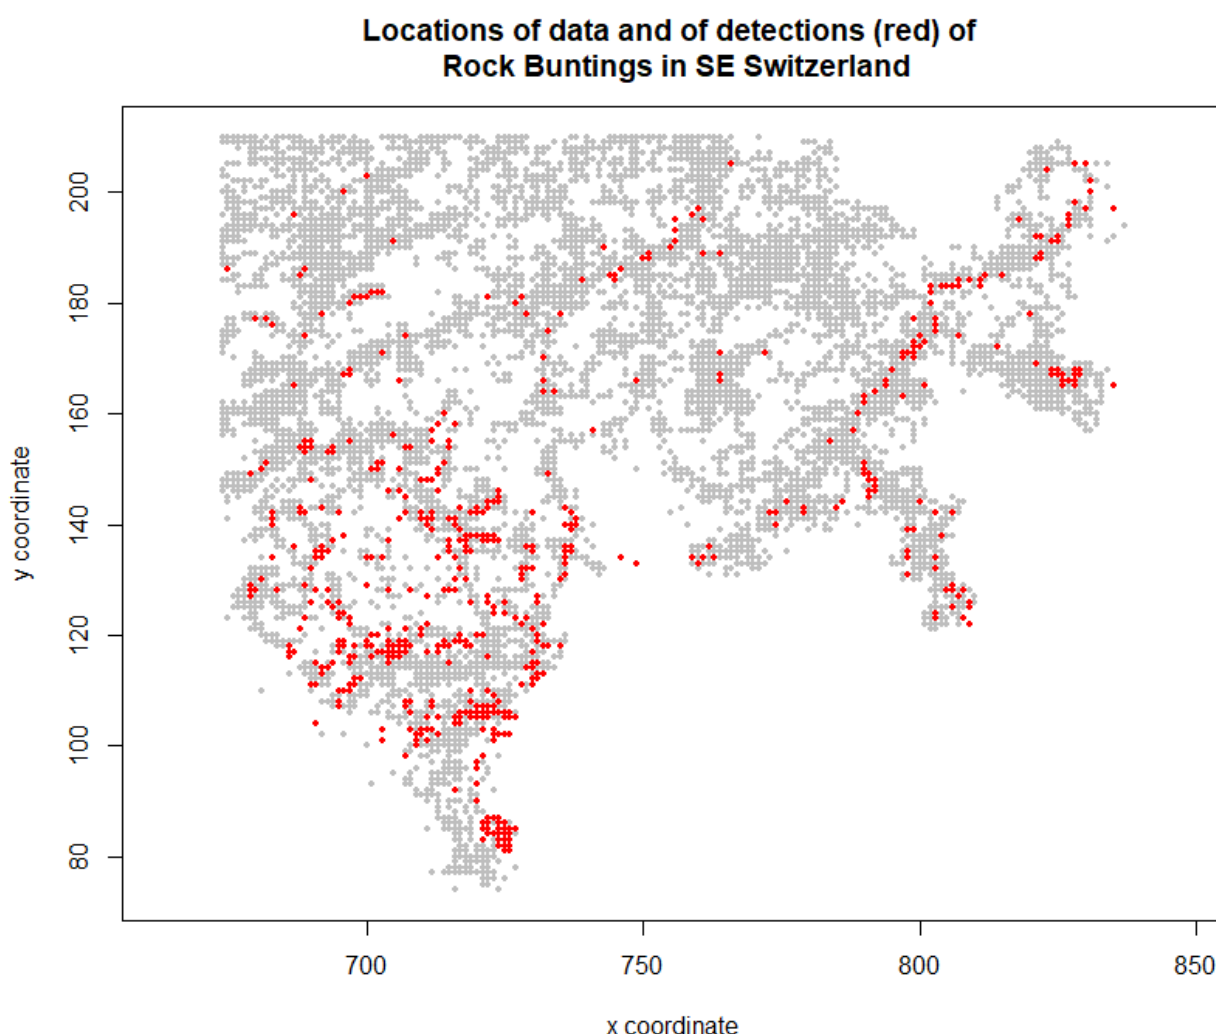 Locations of data and of detections (red) of
Rock Buntings in SE Switzerland
y coordinate
200
180
160
140
120
100
80
700 750 800 850
x coordinate